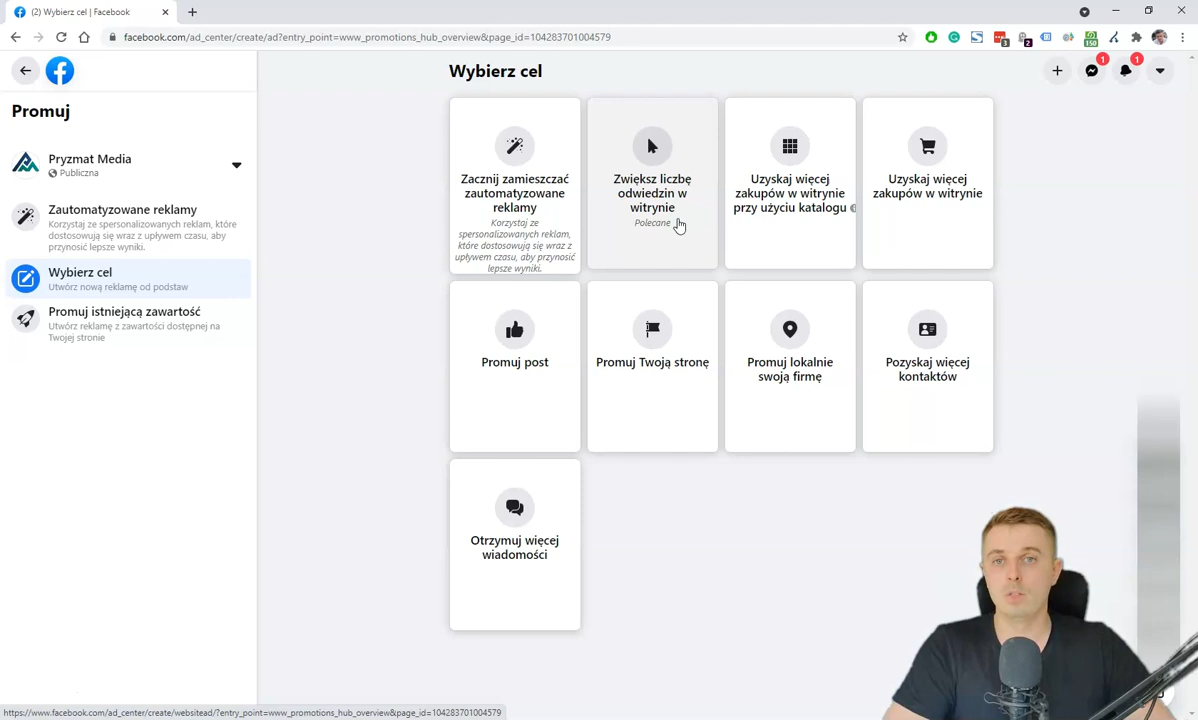 (2) Wybierz cel | Facebook
facebook.com/ad_center/create/ad?entry_point=www_promotions_hub_overview&page_id=104283701004579
3
2
150
Wybierz cel
1
1
Promuj
Pryzmat Media
Publiczna
Zautomatyzowane reklamy
Korzystaj ze spersonalizowanych reklam,
które dostosowują się wraz z upływem czasu, aby
przynosić lepsze wyniki.
Wybierz cel
Utwórz nową reklamę od podstaw
Promuj istniejącą zawartość
Utwórz reklamę z zawartości dostępnej na
Twojej stronie
Zacznij zamieszczać
zautomatyzowane
reklamy
Korzystaj ze
spersonalizowanych reklam,
które dostosowują się wraz z
upływem czasu, aby przynosić
lepsze wyniki.
Zwiększ liczbę
odwiedzin w
witrynie
Polecane
Uzyskaj więcej
zakupów w witrynie
przy użyciu katalogu
Uzyskaj więcej
zakupów w witrynie
Promuj post
Promuj Twoją stronę
Promuj lokalnie
swoją firmę
Pozyskaj więcej
kontaktów
Otrzymuj więcej
wiadomości
https://www.facebook.com/ad_center/create/websitead/?entry_point=www_promotions_hub_overview&page_id=104283701004579